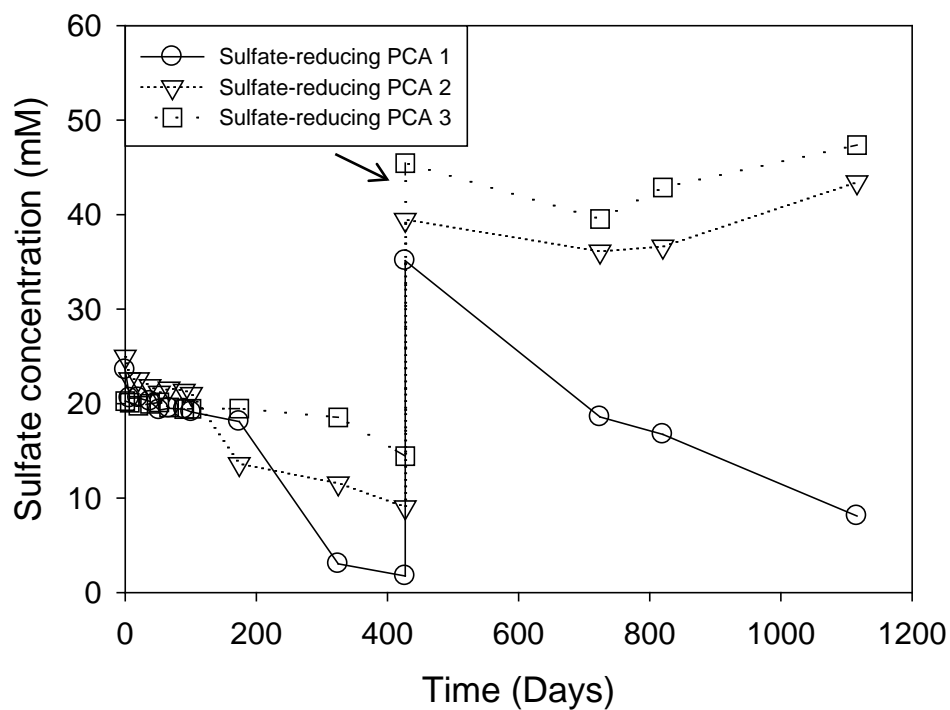 60
50
40
30
20
10
0
Sulfate concentration (mM)
Sulfate-reducing PCA 1
Sulfate-reducing PCA 2
Sulfate-reducing PCA 3
0 200 400 600 800 1000 1200
Time (Days)